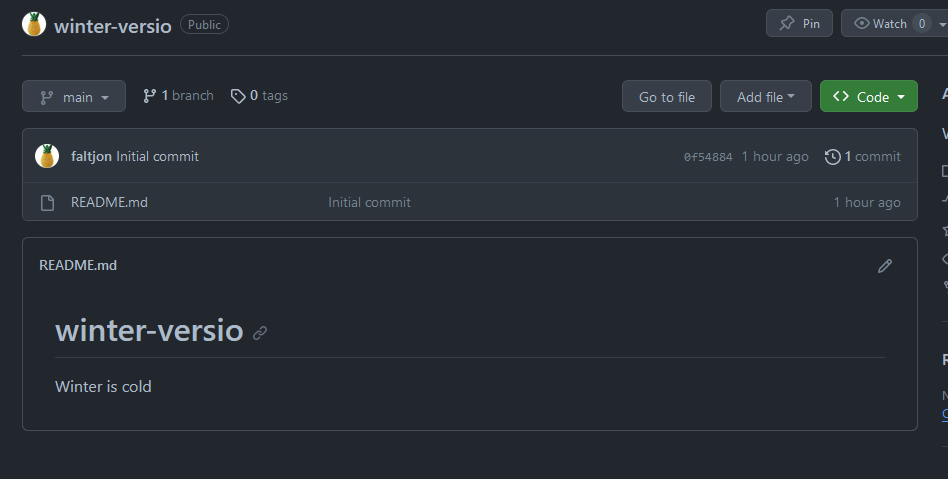 winter-versio Public Pin Watch 0
main 1 branch 0 tags Go to file Add file Code
faltjon Initial commit 0f54884 1 hour ago 1 commit
README.md Initial commit 1 hour ago
README.md
winter-versio
Winter is cold